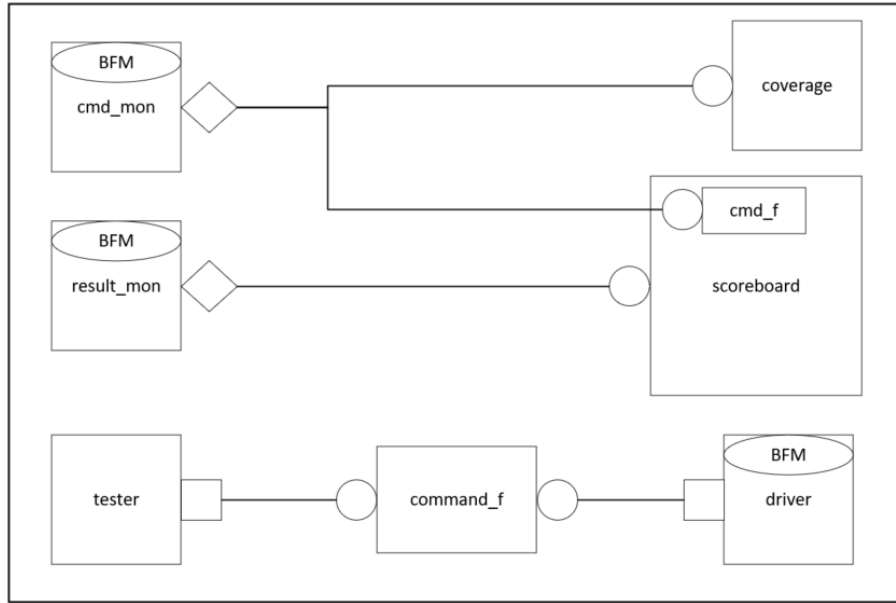 BFM
cmd_mon
coverage
cmd_f
BFM
result_mon
scoreboard
BFM
tester
command_f
driver